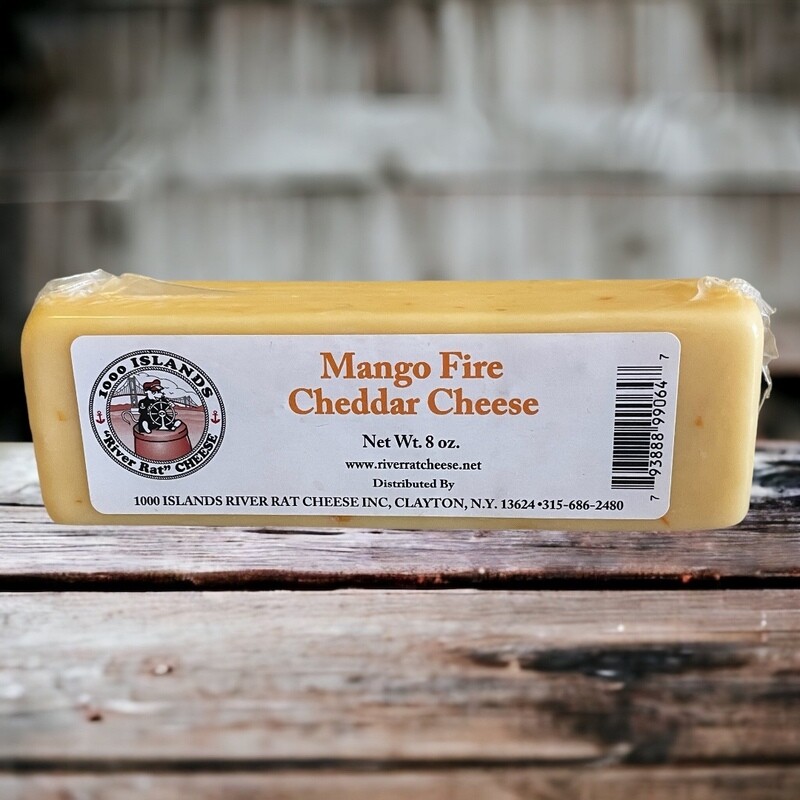 1000 ISLANDS
"River Rat" CHEESE
Mango Fire
Cheddar Cheese
Net Wt. 8 oz.
www.riverratcheese.net
Distributed By
1000 ISLANDS RIVER RAT CHEESE INC, CLAYTON, N.Y. 13624•315-686-2480
7 93888 99064 7